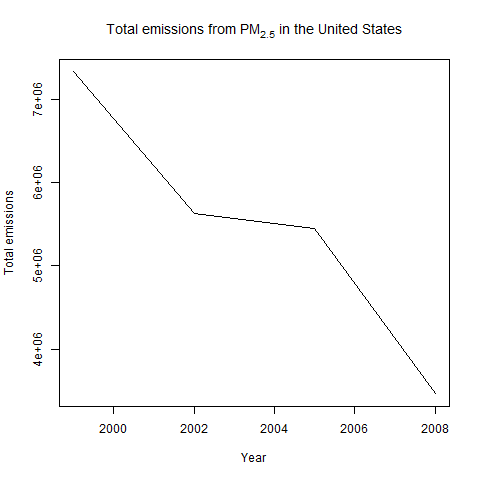 Total emissions from PM2.5 in the United States
Total emissions
7e+06
6e+06
5e+06
4e+06
2000 2002 2004 2006 2008
Year